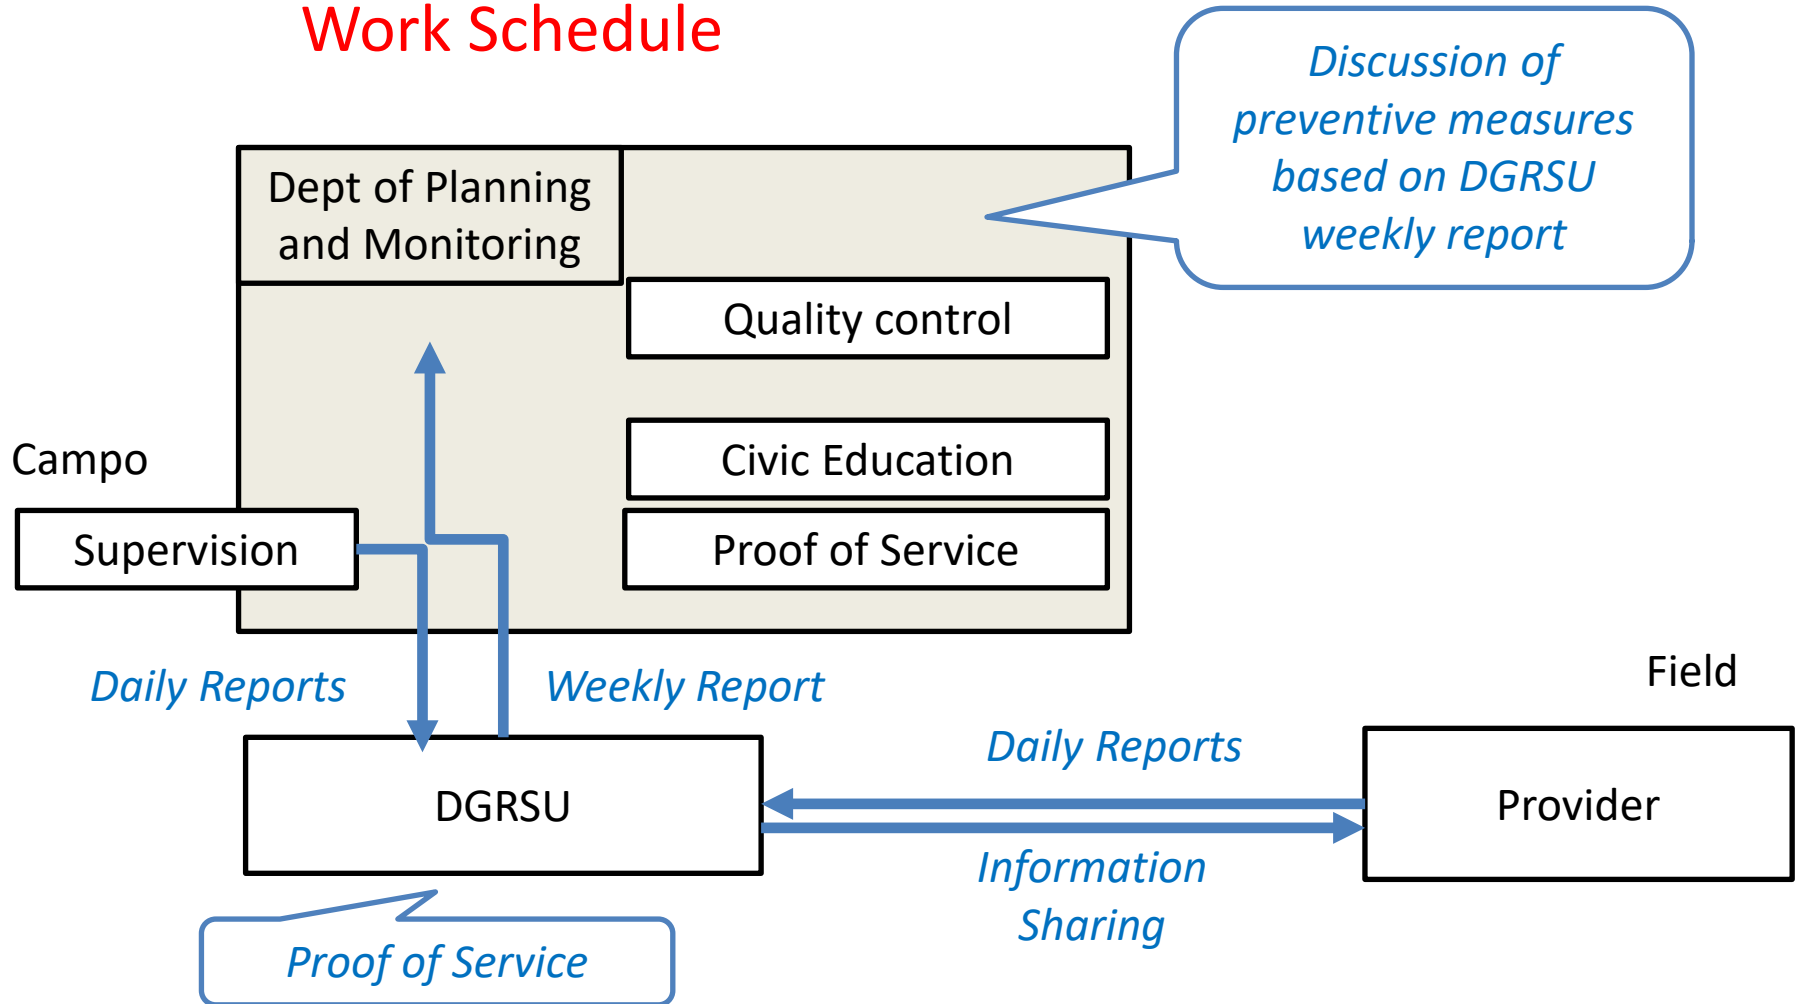 Work Schedule
Discussion of
preventive measures
based on DGRSU
weekly report
Dept of Planning
and Monitoring
Quality control
Campo
Civic Education
Supervision
Proof of Service
Daily Reports
Weekly Report
Field
Daily Reports
DGRSU
Provider
Information
Sharing
Proof of Service